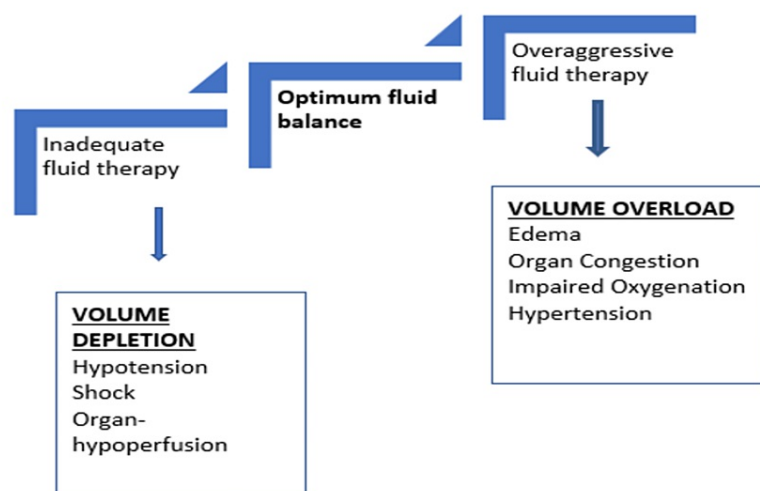 Overaggressive
fluid therapy
Optimum fluid
balance
Inadequate
fluid therapy
VOLUME OVERLOAD
Edema
Organ Congestion
Impaired Oxygenation
Hypertension
VOLUME
DEPLETION
Hypotension
Shock
Organ-
hypoperfusion